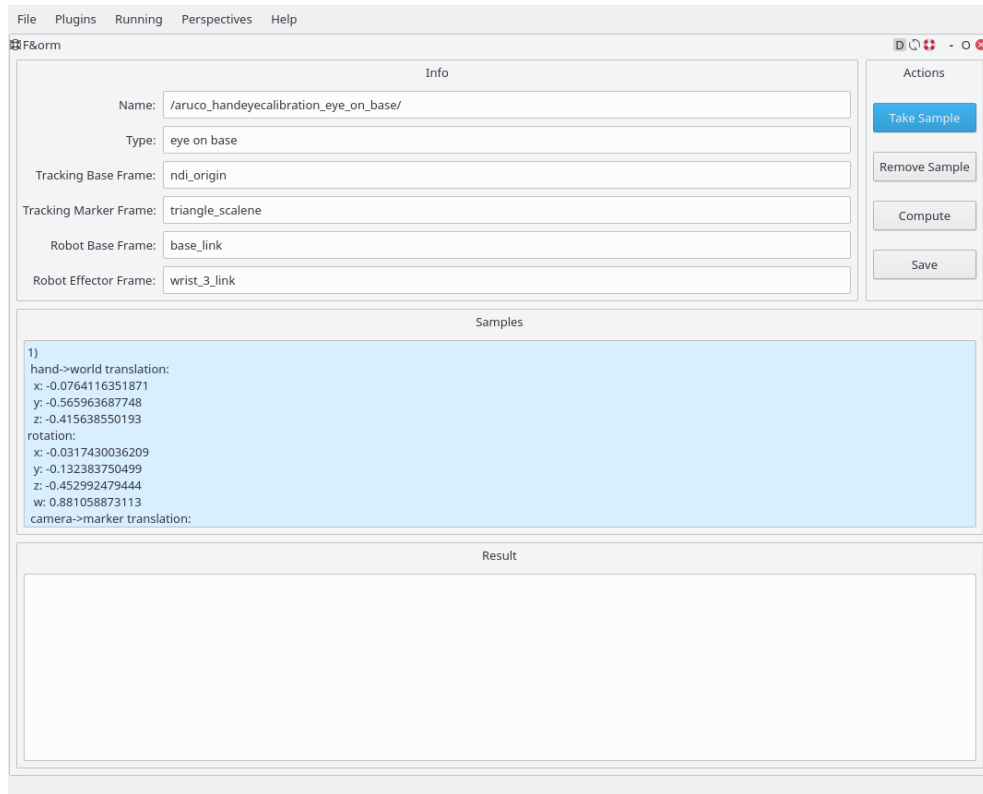 File Plugins Running Perspectives Help
F&orm D - O
Info
Name: /aruco_handeyecalibration_eye_on_base/
Type: eye on base
Tracking Base Frame: ndi_origin
Tracking Marker Frame: triangle_scalene
Robot Base Frame: base_link
Robot Effector Frame: wrist_3_link
Actions
Take Sample
Remove Sample
Compute
Save
Samples
1)
hand->world translation:
x: -0.0764116351871
y: -0.565963687748
z: -0.415638550193
rotation:
x: -0.0317430036209
y: -0.132383750499
z: -0.452992479444
w: 0.881058873113
camera->marker translation:
Result